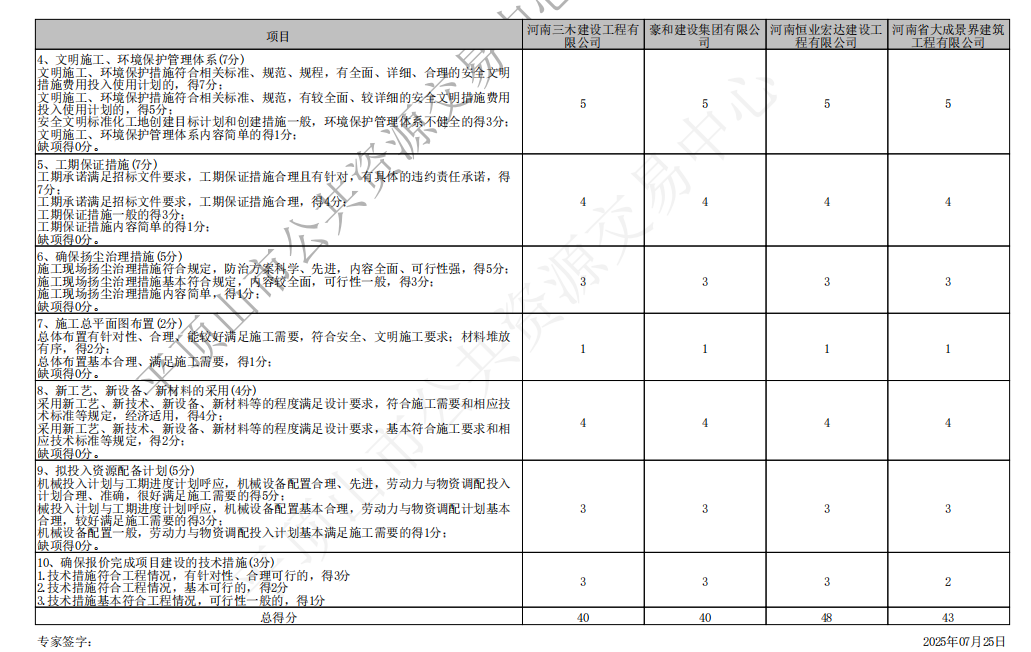 项目
河南三木建设工程有
限公司
豪和建设集团有限公
司
河南恒业宏达建设工
程有限公司
河南省大成景界建筑
工程有限公司
4、文明施工、环境保护管理体系(7分)
文明施工、环境保护措施符合相关标准、规范、规程，有全面、详细、合理的安全文明
措施费用投入使用计划的，得7分；
文明施工、环境保护措施符合相关标准、规范，有较全面、较详细的安全文明措施费用
投入使用计划的，得5分；
安全文明标准化工地创建目标计划和创建措施一般，环境保护管理体系不健全的得3分；
文明施工、环境保护管理体系内容简单的得1分；
缺项得0分。
5
5
5
5
5、工期保证措施(7分)
工期承诺满足招标文件要求，工期保证措施合理且有针对，有具体的违约责任承诺，得
7分；
工期承诺满足招标文件要求，工期保证措施合理，得4分；
工期保证措施一般的得3分；
工期保证措施内容简单的得1分；
缺项得0分。
4
4
4
4
6、确保扬尘治理措施(5分)
施工现场扬尘治理措施符合规定，防治方案科学、先进，内容全面、可行性强，得5分；
施工现场扬尘治理措施基本符合规定，内容较全面，可行性一般，得3分；
施工现场扬尘治理措施内容简单，得1分；
缺项得0分。
3
3
3
3
7、施工总平面图布置(2分)
总体布置有针对性、合理，能较好满足施工需要，符合安全、文明施工要求；材料堆放
有序，得2分；
总体布置基本合理、满足施工需要，得1分；
缺项得0分。
1
1
1
1
8、新工艺、新设备、新材料的采用(4分)
采用新工艺、新技术、新设备、新材料等的程度满足设计要求，符合施工需要和相应技
术标准等规定，经济适用，得4分；
采用新工艺、新技术、新设备、新材料等的程度满足设计要求，基本符合施工要求和相
应技术标准等规定，得2分；
缺项得0分。
4
4
4
4
9、拟投入资源配备计划(5分)
机械投入计划与工期进度计划呼应，机械设备配置合理、先进，劳动力与物资调配投入
计划合理、准确，很好满足施工需要的得5分；
械投入计划与工期进度计划呼应，机械设备配置基本合理，劳动力与物资调配计划基本
合理，较好满足施工需要的得3分；
机械设备配置一般，劳动力与物资调配投入计划基本满足施工需要的得1分；
缺项得0分。
3
3
3
3
10、确保报价完成项目建设的技术措施(3分)
1.技术措施符合工程情况，有针对性、合理可行的，得3分
2.技术措施符合工程情况，基本可行的，得2分
3.技术措施基本符合工程情况，可行性一般的，得1分
3
3
3
2
总得分
40
40
48
43
专家签字：
2025年07月25日
平顶山市公共资源交易中心
平顶山市公共资源交易中心